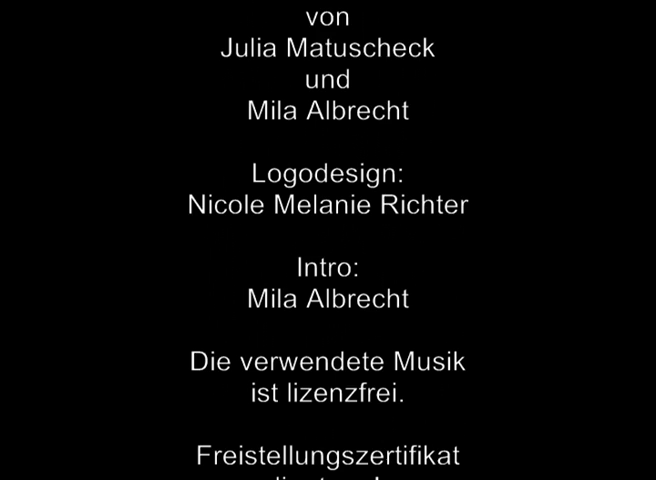 von
Julia Matuscheck
und
Mila Albrecht
Logodesign:
Nicole Melanie Richter
Intro:
Mila Albrecht
Die verwendete Musik
ist lizenzfrei.
Freistellungszertifikat